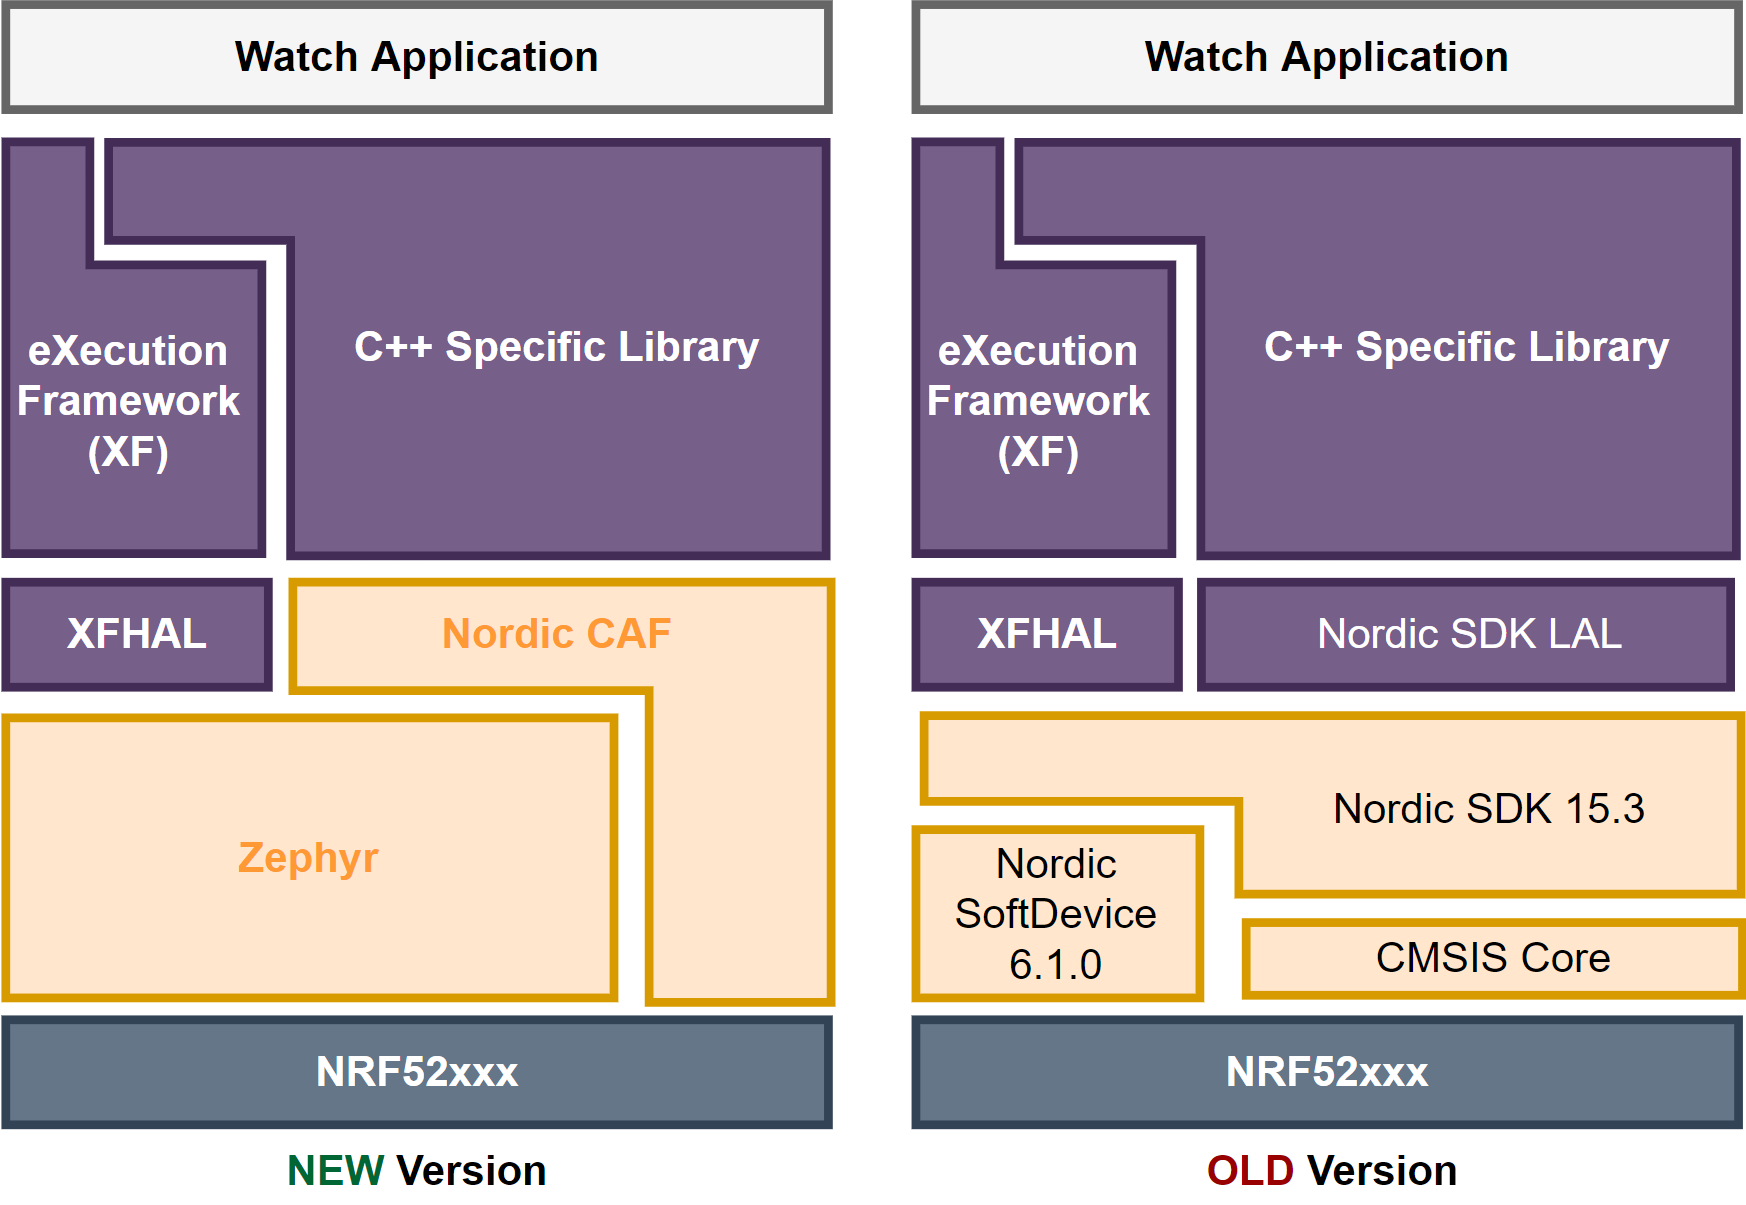 Watch Application
eXecution
Framework
(XF)
C++ Specific Library
XFHAL
Nordic CAF
Zephyr
NRF52xxx
NEW Version
Watch Application
eXecution
Framework
(XF)
C++ Specific Library
XFHAL
Nordic SDK LAL
Nordic SDK 15.3
Nordic
SoftDevice
6.1.0
CMSIS Core
NRF52xxx
OLD Version